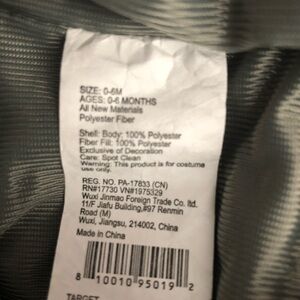 SIZE: 0-6M
AGES: 0-6 MONTHS
All New Materials
Polyester Fiber
Shell: Body: 100% Polyester
Fiber Fill: 100% Polyester
Exclusive of Decoration
Care: Spot Clean
Warning: This product is for costume
use only.
REG. NO. PA-17833 (CN)
RN#17730 VN#1975329
Wuxi Jinmao Foreign Trade Co. ltd.
11/F Jiafu Building,#97 Renmin
Road (M)
Wuxi, Jiangsu, 214002, China
Made in China
8 10010 95019 2
TARGET